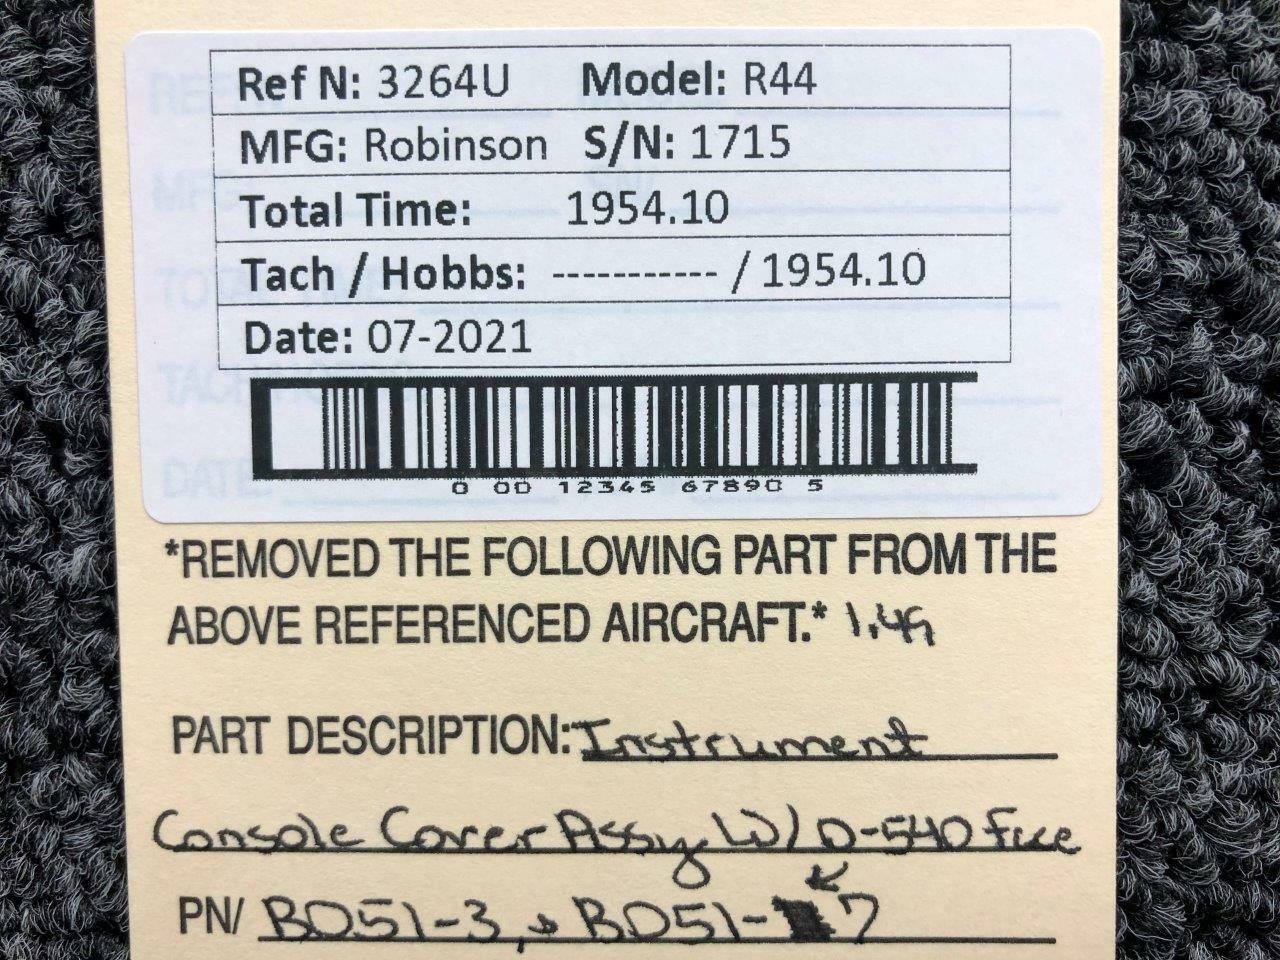 Ref N: 3264U Model: R44
MFG: Robinson S/N: 1715
Total Time: 1954.10
Tach / Hobbs: ----------- / 1954.10
Date: 07-2021
0 00 12345 67890 5
*REMOVED THE FOLLOWING PART FROM THE
ABOVE REFERENCED AIRCRAFT.* 1.49
PART DESCRIPTION: Instrument
Console Cover Assy W/ O-540 Face
PN/ B051-3, & B051-7